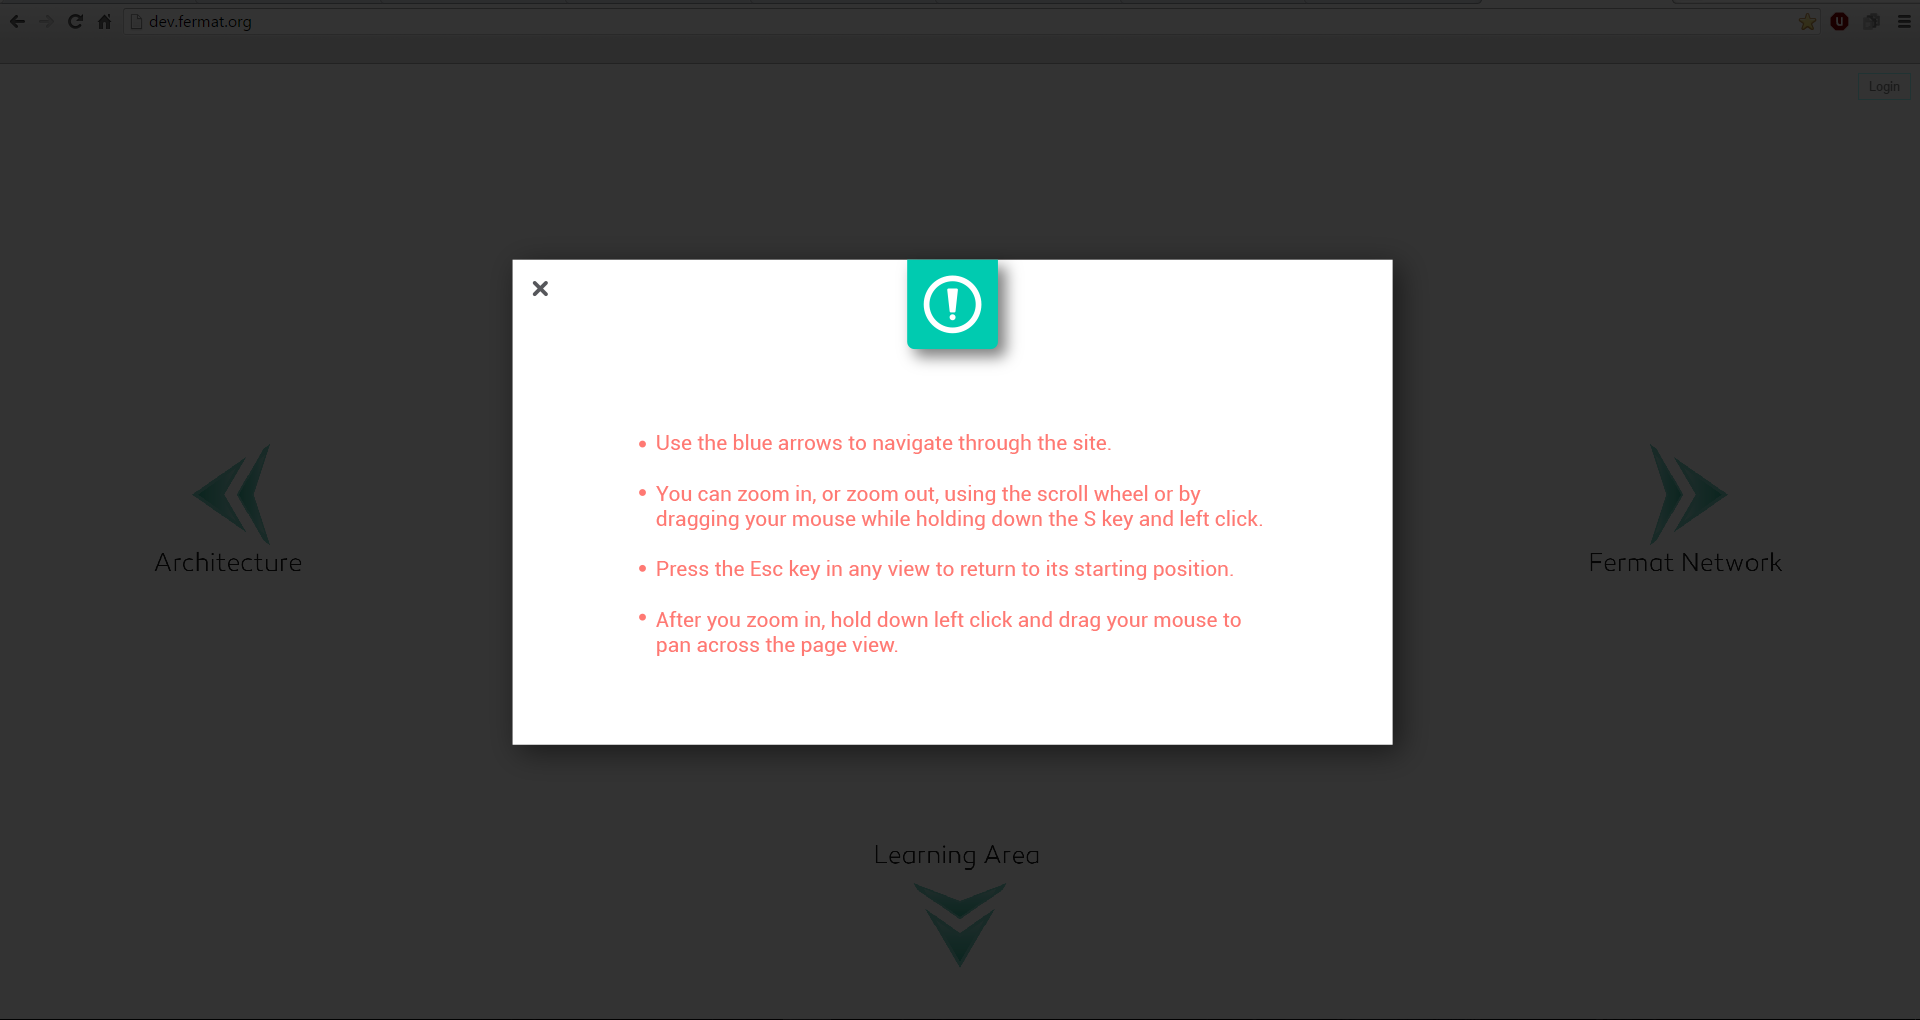 dev.fermat.org
Login
• Use the blue arrows to navigate through the site.
• You can zoom in, or zoom out, using the scroll wheel or by
dragging your mouse while holding down the S key and left click.
• Press the Esc key in any view to return to its starting position.
• After you zoom in, hold down left click and drag your mouse to
pan across the page view.
Architecture
Fermat Network
Learning Area